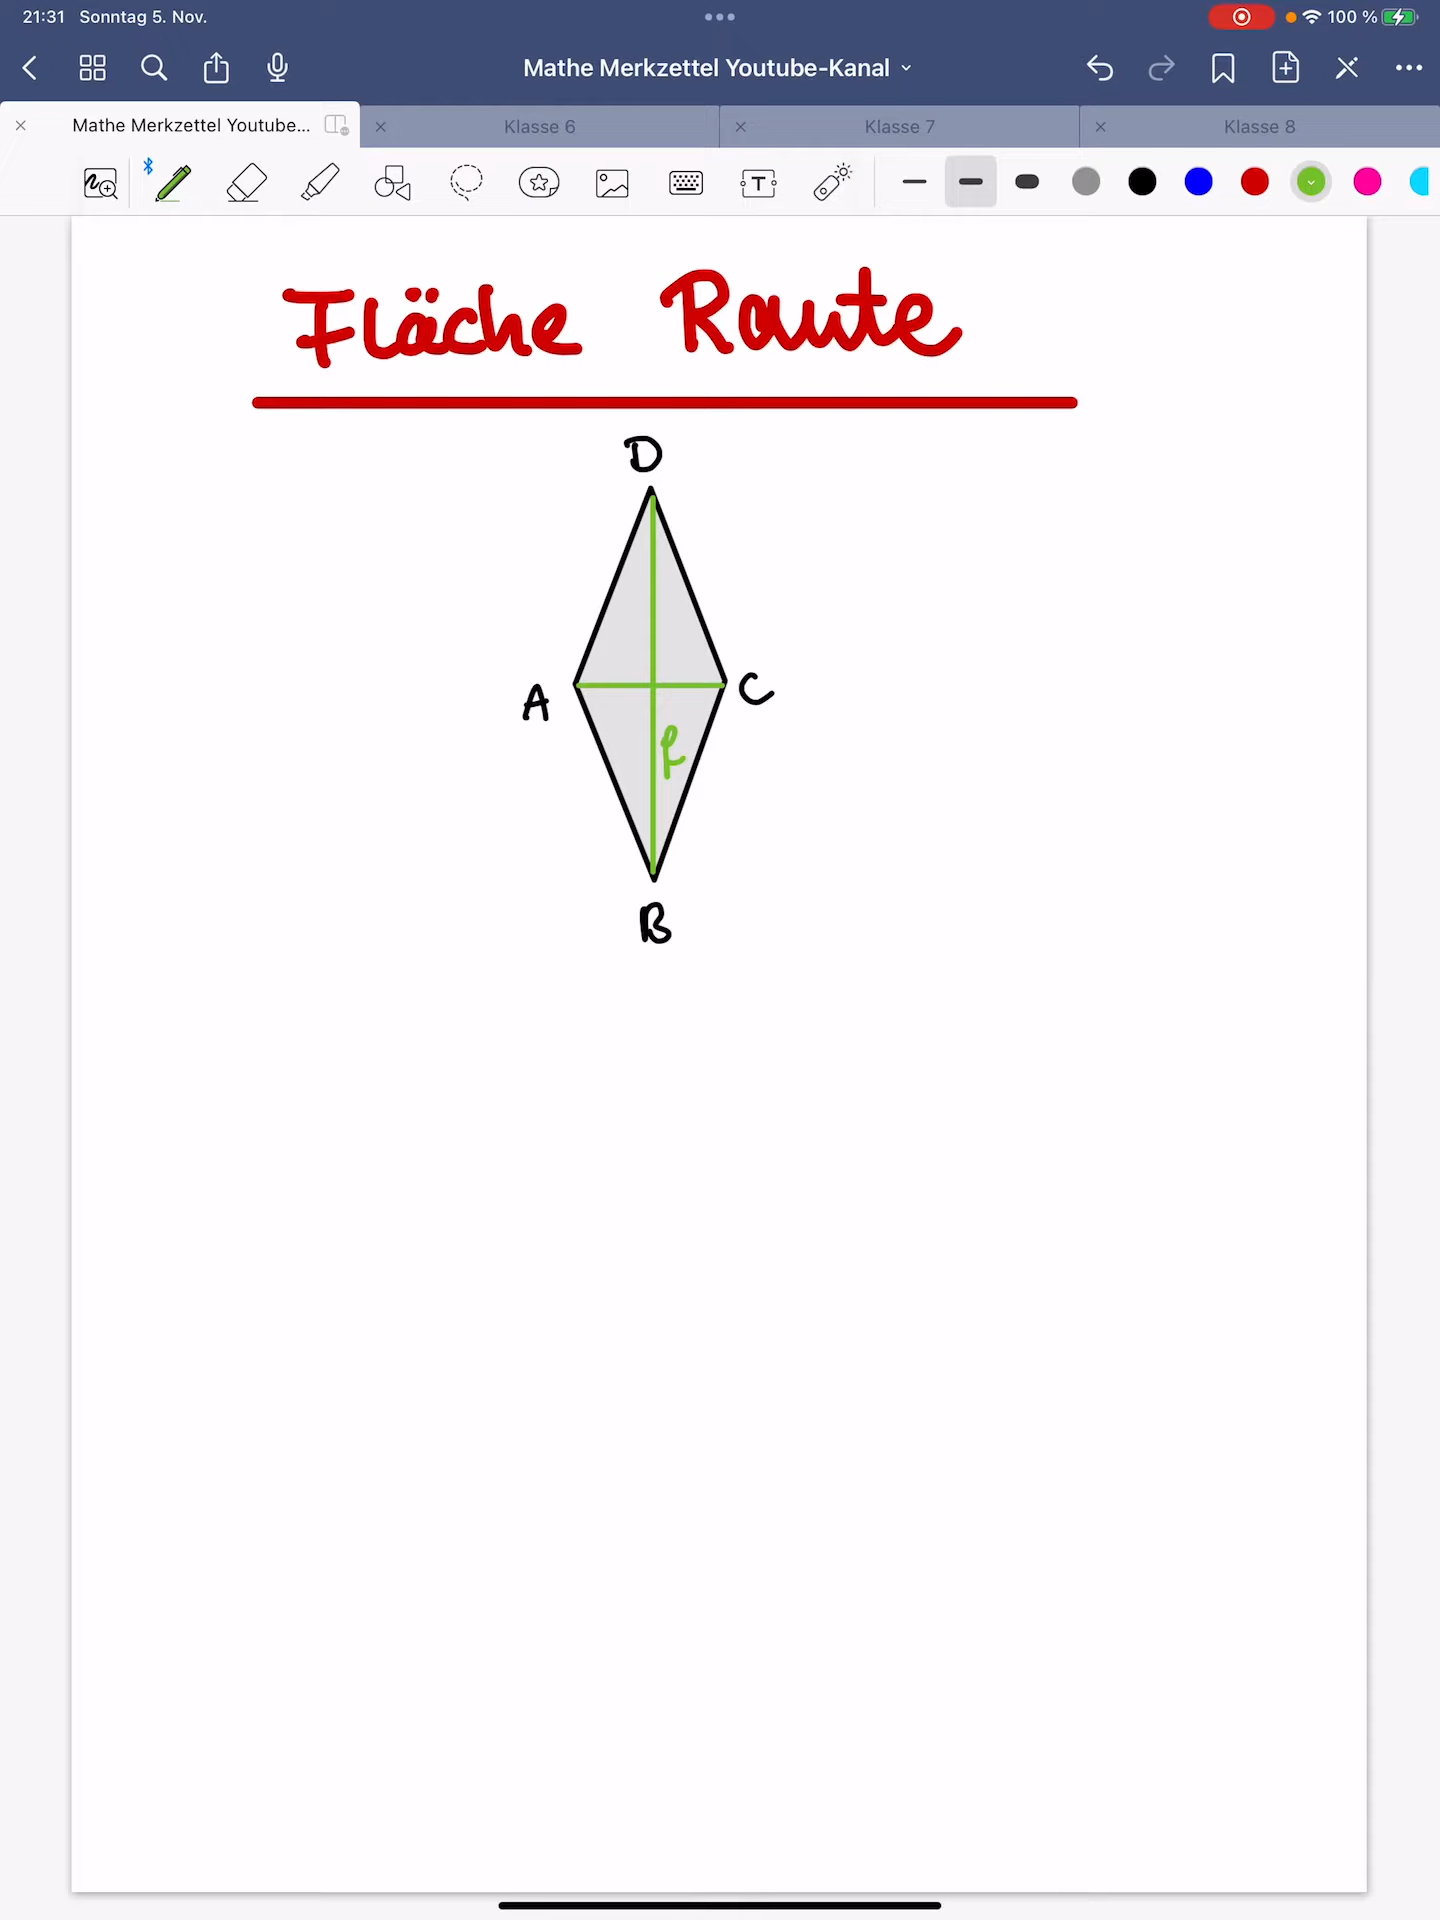 21:31 Sonntag 5. Nov. 100 %
Mathe Merkzettel Youtube-Kanal
Mathe Merkzettel Youtube... Klasse 6 Klasse 7 Klasse 8
T
Fläche Raute
D
A C
f
B